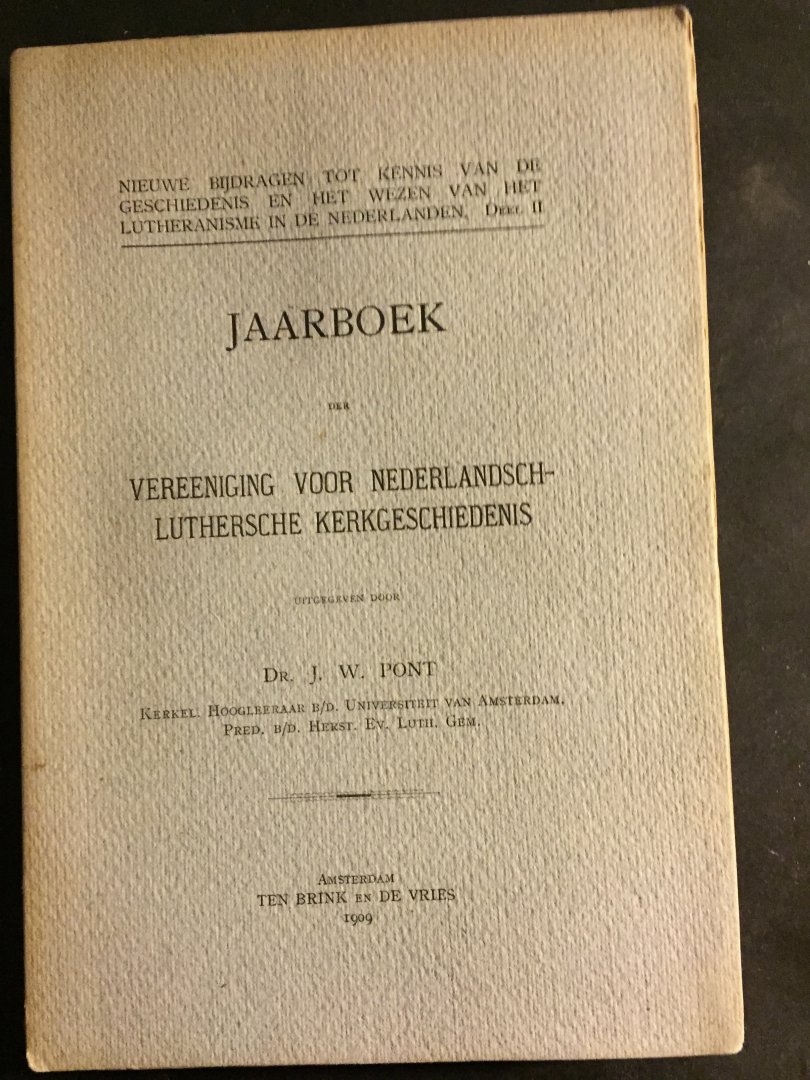 NIEUWE BIJDRAGEN TOT KENNIS VAN DE
GESCHIEDENIS EN HET WEZEN VAN HET
LUTHERANISME IN DE NEDERLANDEN. DEEL II
JAARBOEK
DER
VEREENIGING VOOR NEDERLANDSCH-
LUTHERSCHE KERKGESCHIEDENIS
UITGEGEVEN DOOR
DR. J. W. PONT
KERKEL. HOOGLEERAAR B/D. UNIVERSITEIT VAN AMSTERDAM.
PRED. B/D. HERST. EV. LUTH. GEM.
AMSTERDAM
TEN BRINK EN DE VRIES
1909